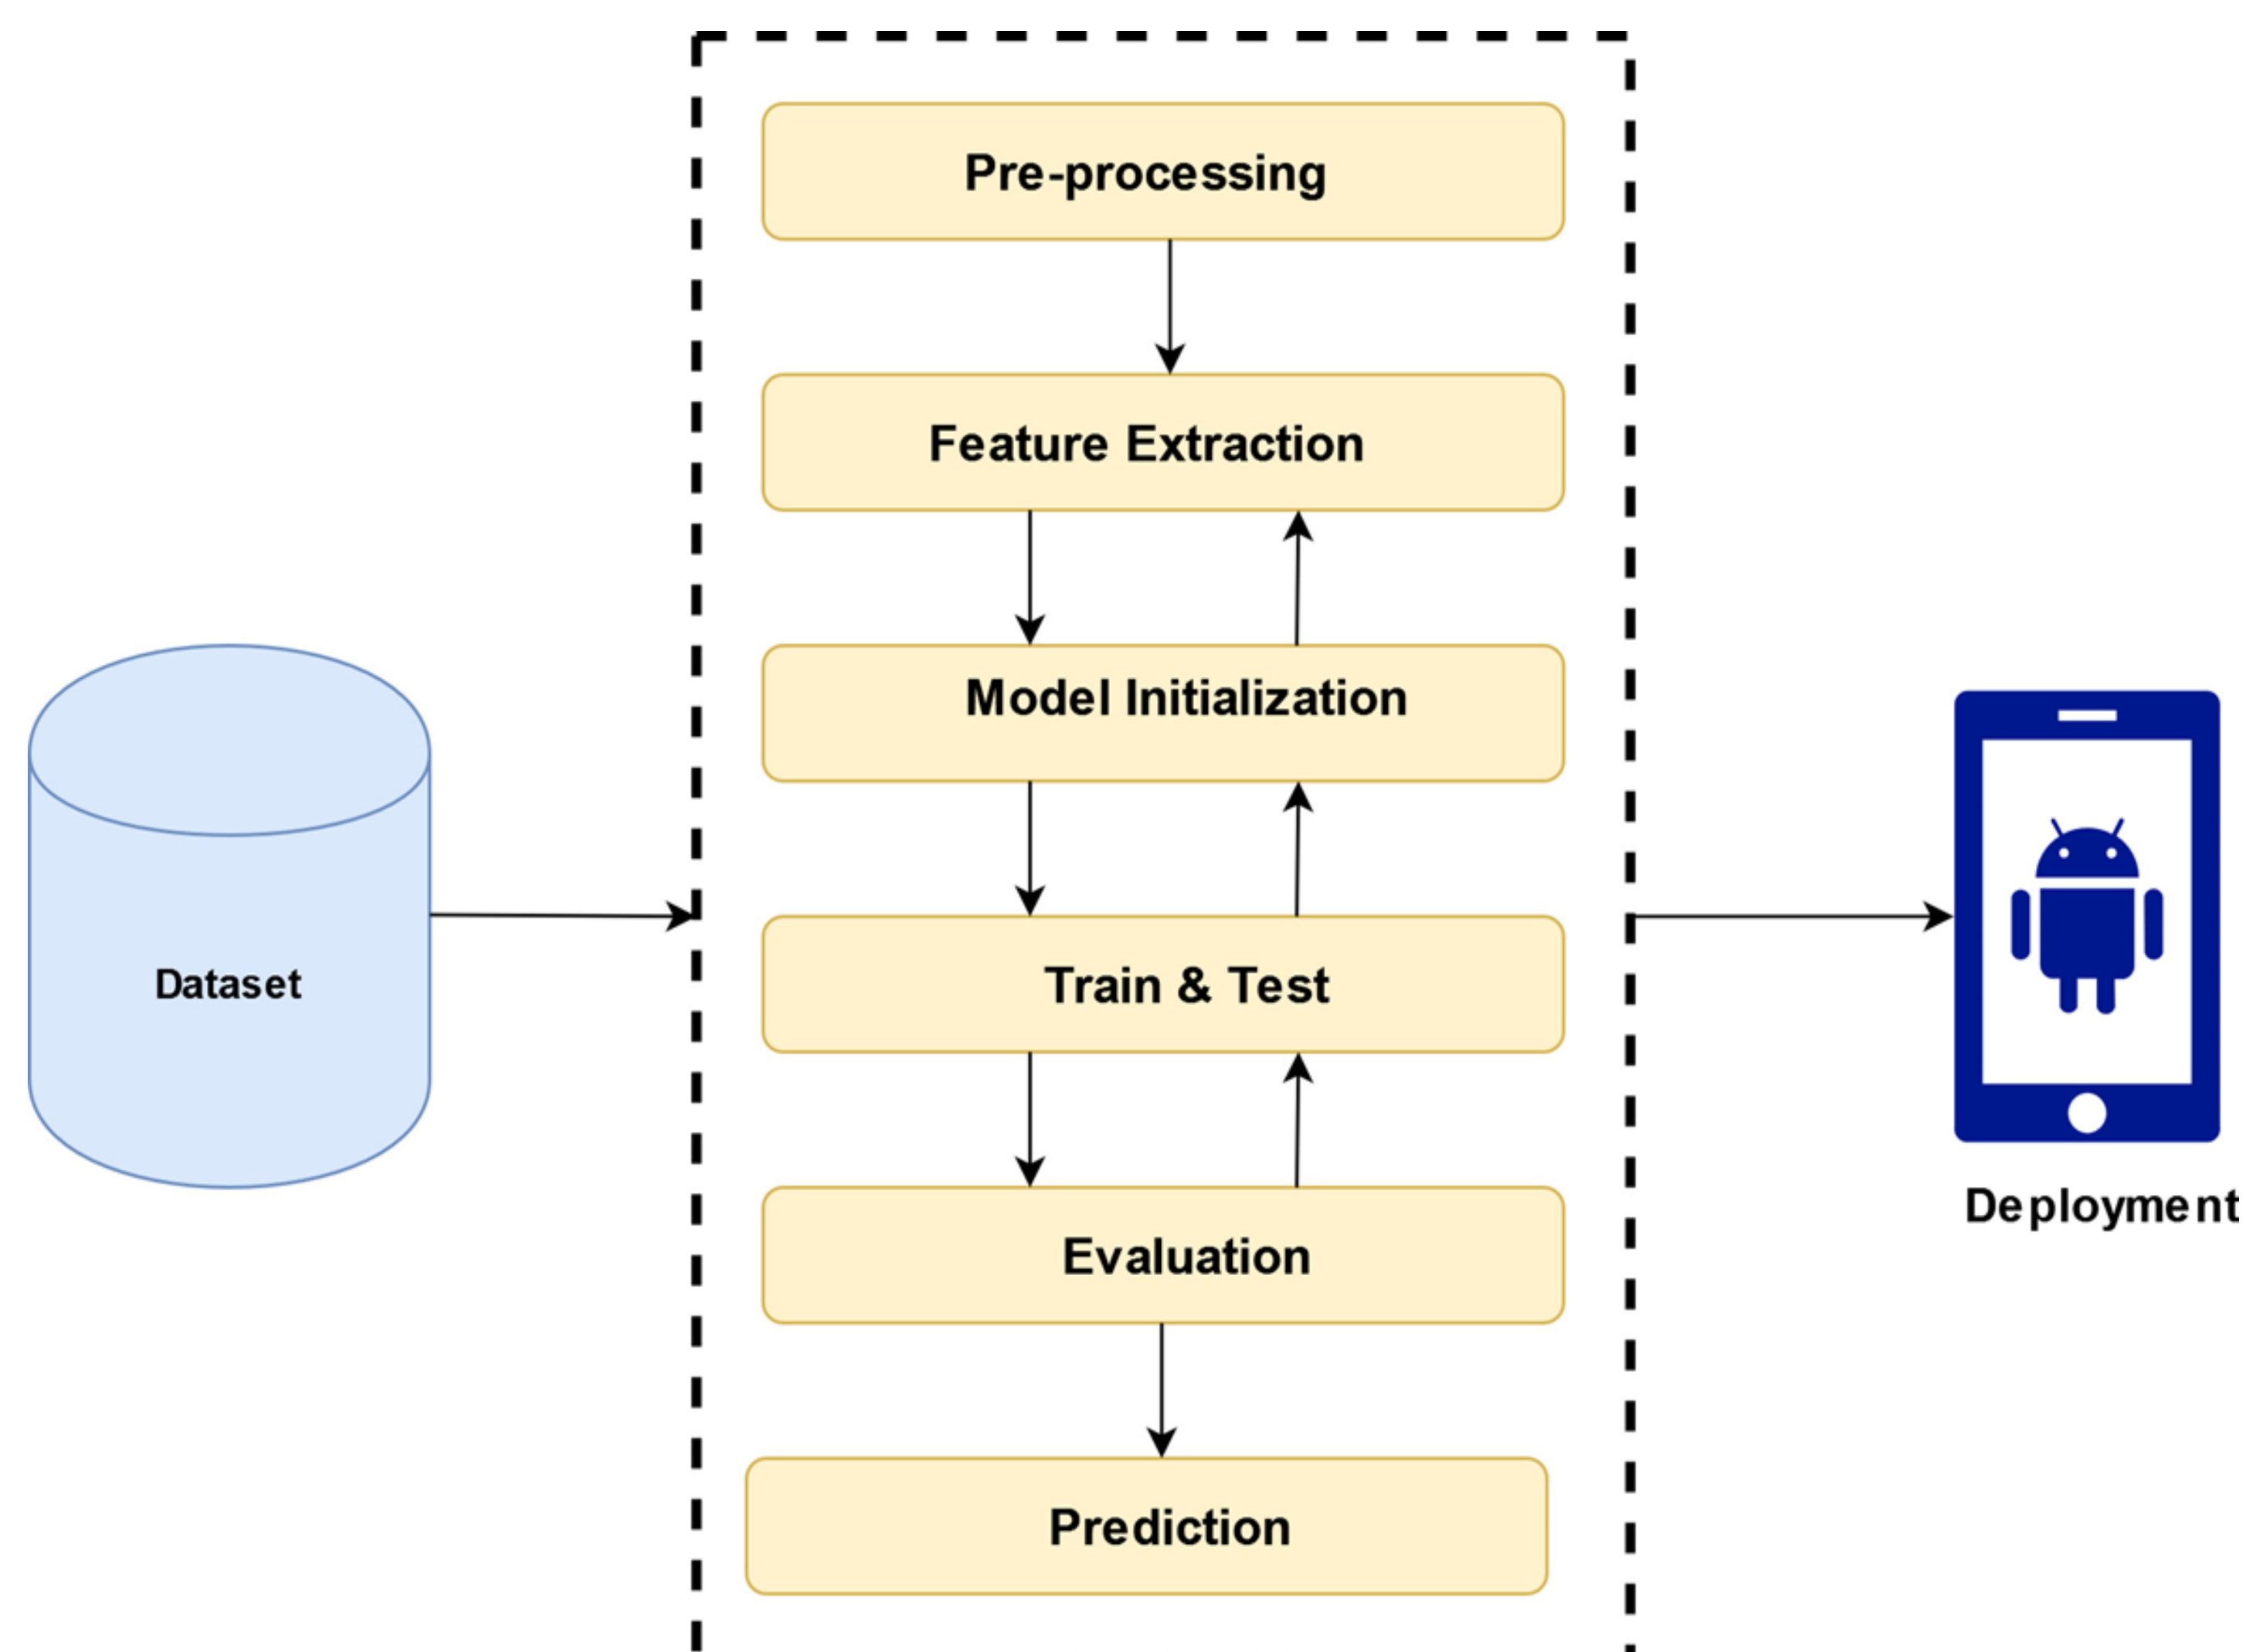 Pre-processing
Feature Extraction
Model Initialization
Train & Test
Evaluation
Prediction
Dataset
Deployment